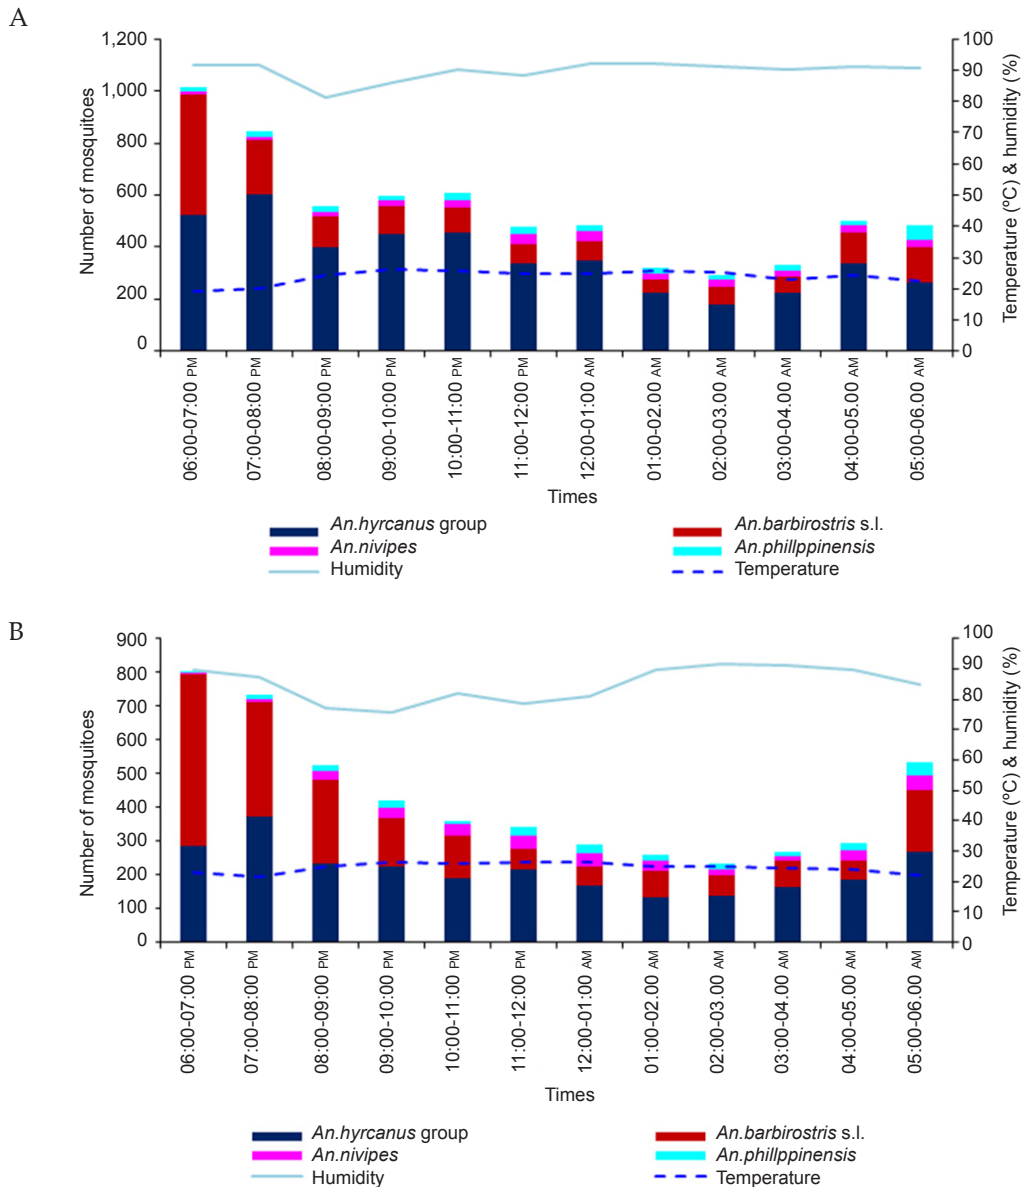 A
1,200
1,000
800
600
400
200
0
Number of mosquitoes
100
90
80
70
60
50
40
30
20
10
0
Temperature (ºC) & humidity (%)
06:00-07:00 PM
07:00-08:00 PM
08:00-09:00 PM
09:00-10:00 PM
10:00-11:00 PM
11:00-12:00 PM
12:00-01:00 AM
01:00-02.00 AM
02:00-03.00 AM
03:00-04.00 AM
04:00-05.00 AM
05:00-06.00 AM
Times
An.hyrcanus group
An.barbirostris s.l.
An.nivipes
An.philppinensis
Humidity
Temperature
B
900
800
700
600
500
400
300
200
100
0
Number of mosquitoes
100
90
80
70
60
50
40
30
20
10
0
Temperature (ºC) & humidity (%)
06:00-07:00 PM
07:00-08:00 PM
08:00-09:00 PM
09:00-10:00 PM
10:00-11:00 PM
11:00-12:00 PM
12:00-01:00 AM
01:00-02.00 AM
02:00-03.00 AM
03:00-04.00 AM
04:00-05.00 AM
05:00-06.00 AM
Times
An.hyrcanus group
An.barbirostris s.l.
An.nivipes
An.philppinensis
Humidity
Temperature